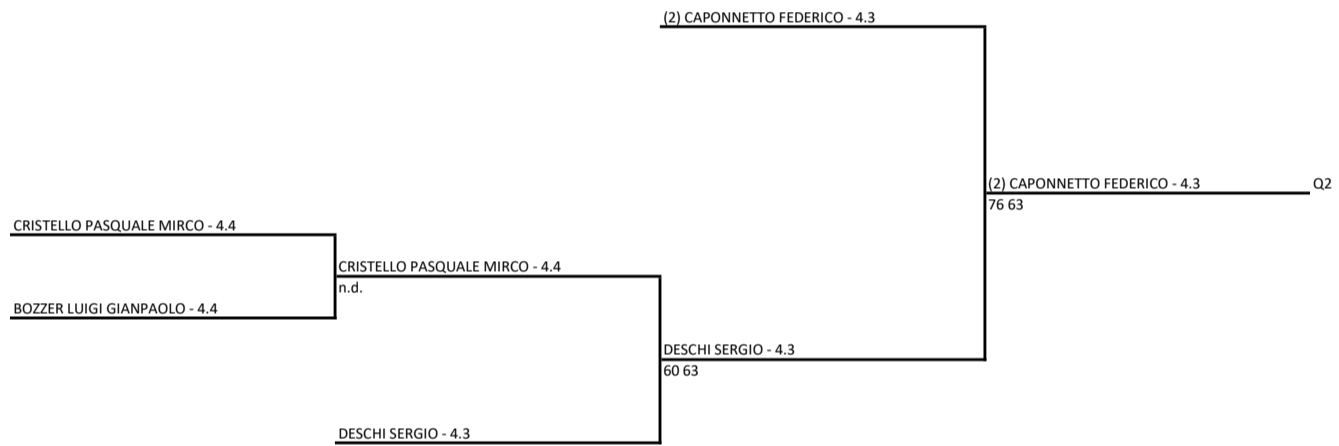 (2) CAPONNETTO FEDERICO - 4.3
(2) CAPONNETTO FEDERICO - 4.3
Q2
76 63
CRISTELLO PASQUALE MIRCO - 4.4
CRISTELLO PASQUALE MIRCO - 4.4
n.d.
BOZZER LUIGI GIANPAOLO - 4.4
DESCHI SERGIO - 4.3
60 63
DESCHI SERGIO - 4.3